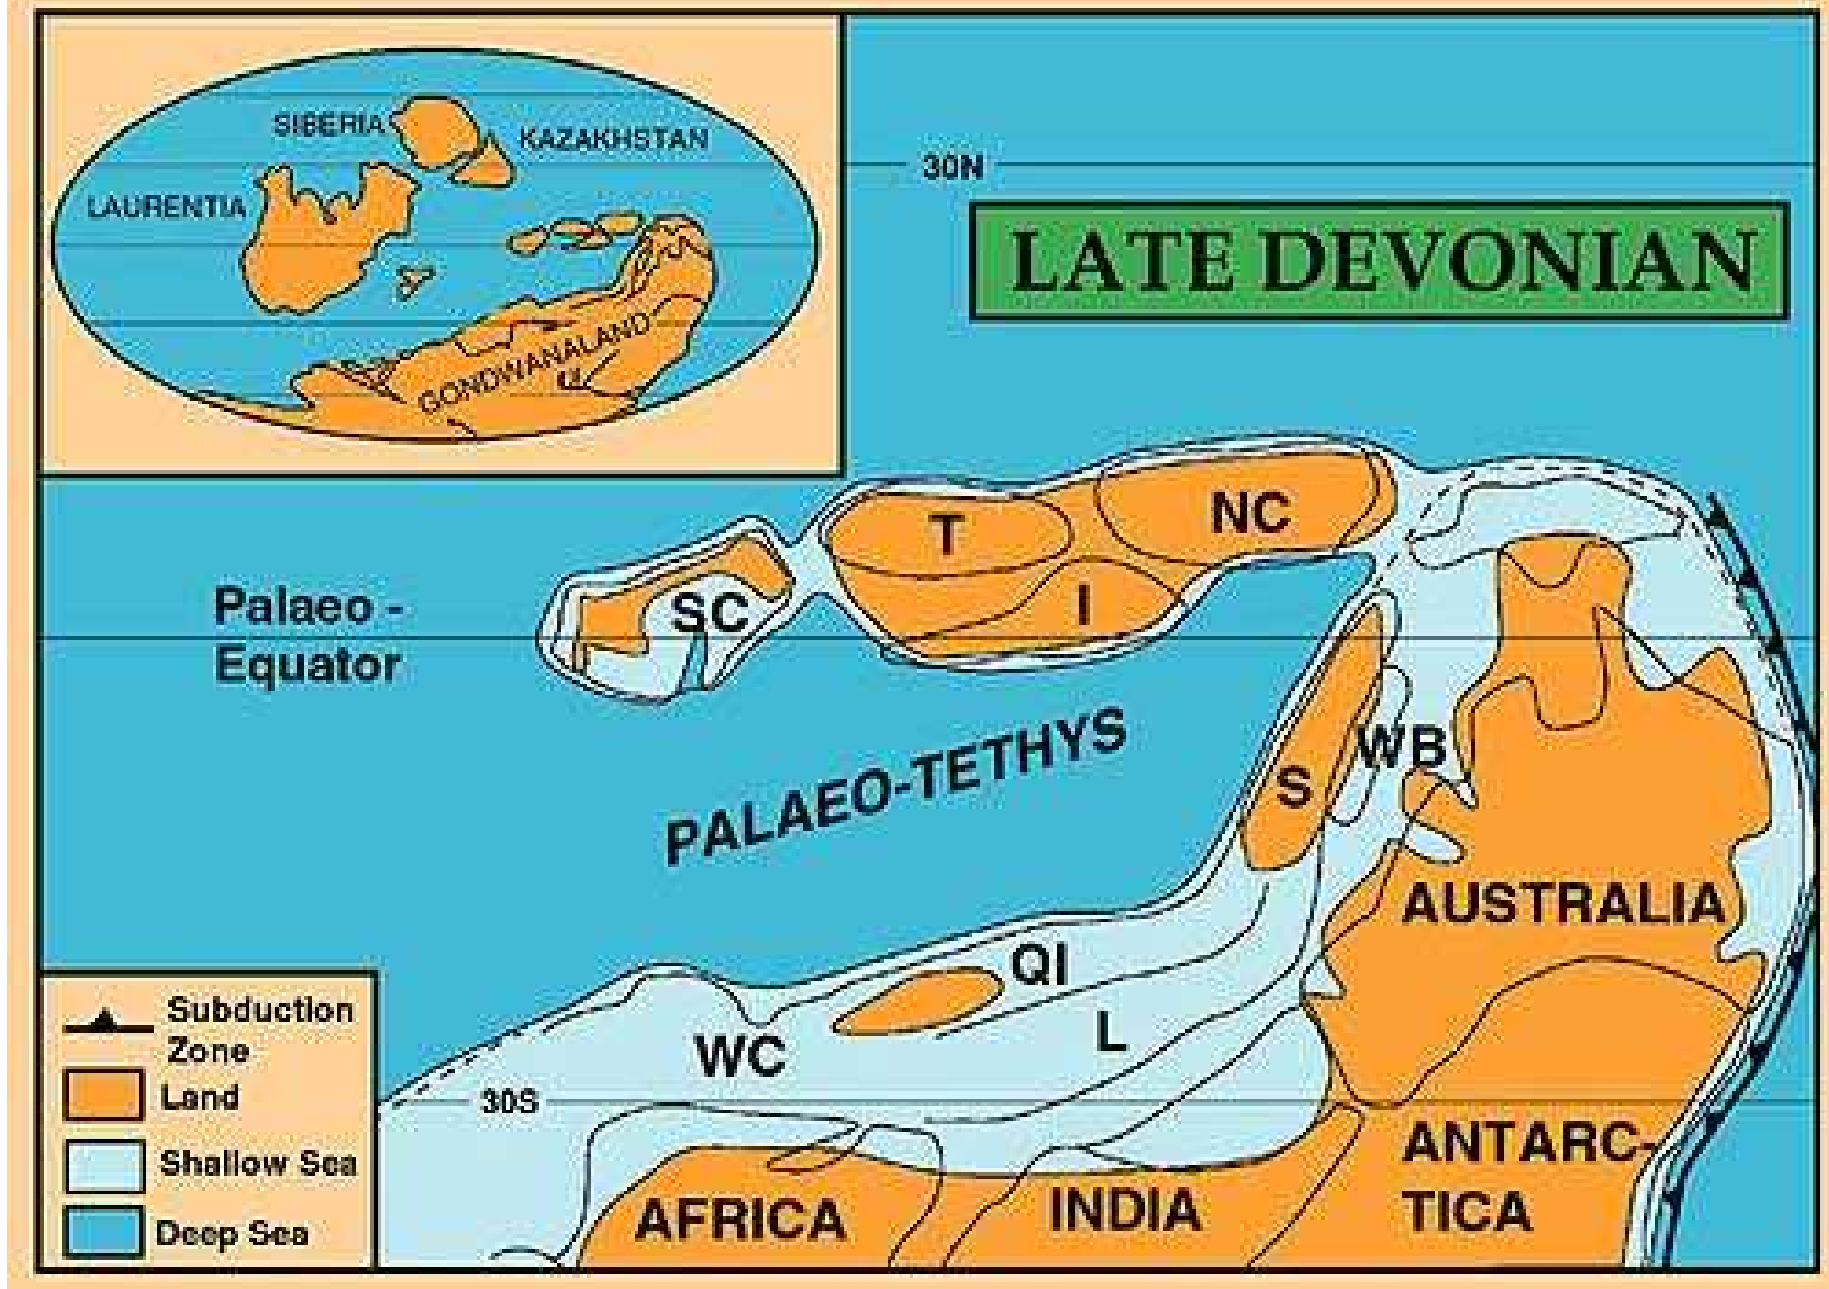 SIBERIA
KAZAKHSTAN
LAURENTIA
GONDWANALAND
30N
LATE DEVONIAN
T
NC
I
SC
Palaeo -
Equator
PALAEO-TETHYS
S
WB
AUSTRALIA
QI
L
WC
30S
ANTARC-
TICA
AFRICA
INDIA
Subduction
Zone
Land
Shallow Sea
Deep Sea